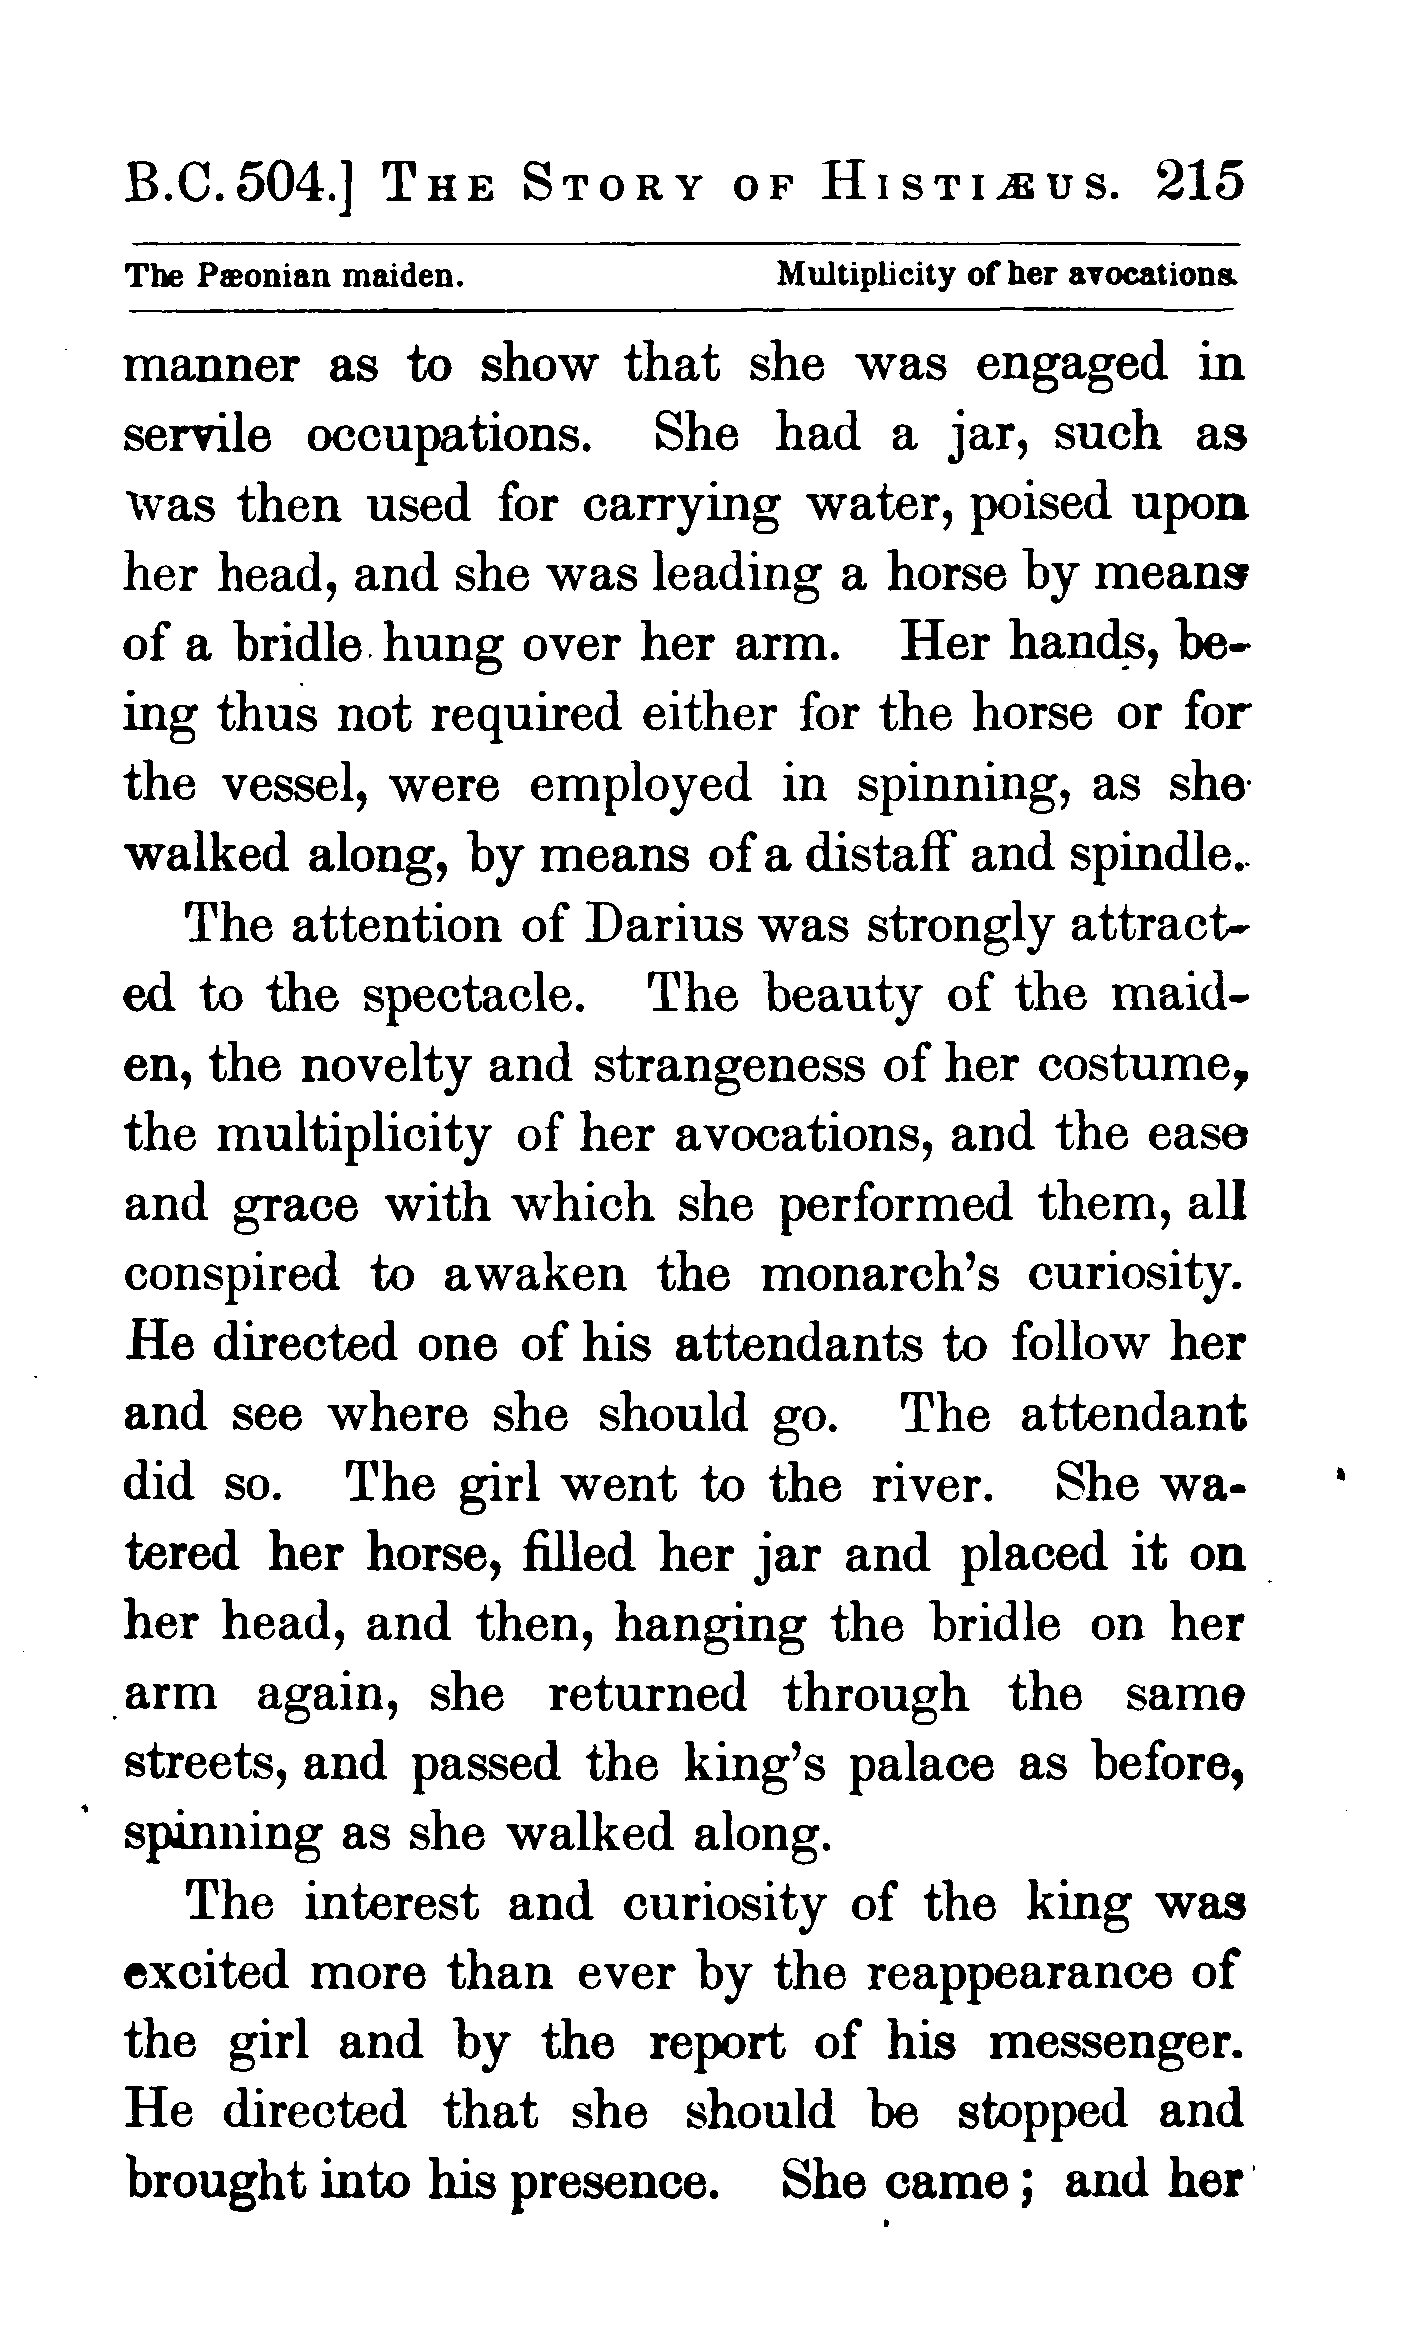 B.C. 504.] THE STORY OF HISTIÆUS. 215
The Pæonian maiden. Multiplicity of her avocations.
manner as to show that she was engaged in
servile occupations. She had a jar, such as
was then used for carrying water, poised upon
her head, and she was leading a horse by means
of a bridle hung over her arm. Her hands, be-
ing thus not required either for the horse or for
the vessel, were employed in spinning, as she
walked along, by means of a distaff and spindle.
The attention of Darius was strongly attract-
ed to the spectacle. The beauty of the maid-
en, the novelty and strangeness of her costume,
the multiplicity of her avocations, and the ease
and grace with which she performed them, all
conspired to awaken the monarch's curiosity.
He directed one of his attendants to follow her
and see where she should go. The attendant
did so. The girl went to the river. She wa-
tered her horse, filled her jar and placed it on
her head, and then, hanging the bridle on her
arm again, she returned through the same
streets, and passed the king's palace as before,
spinning as she walked along.
The interest and curiosity of the king was
excited more than ever by the reappearance of
the girl and by the report of his messenger.
He directed that she should be stopped and
brought into his presence. She came; and her